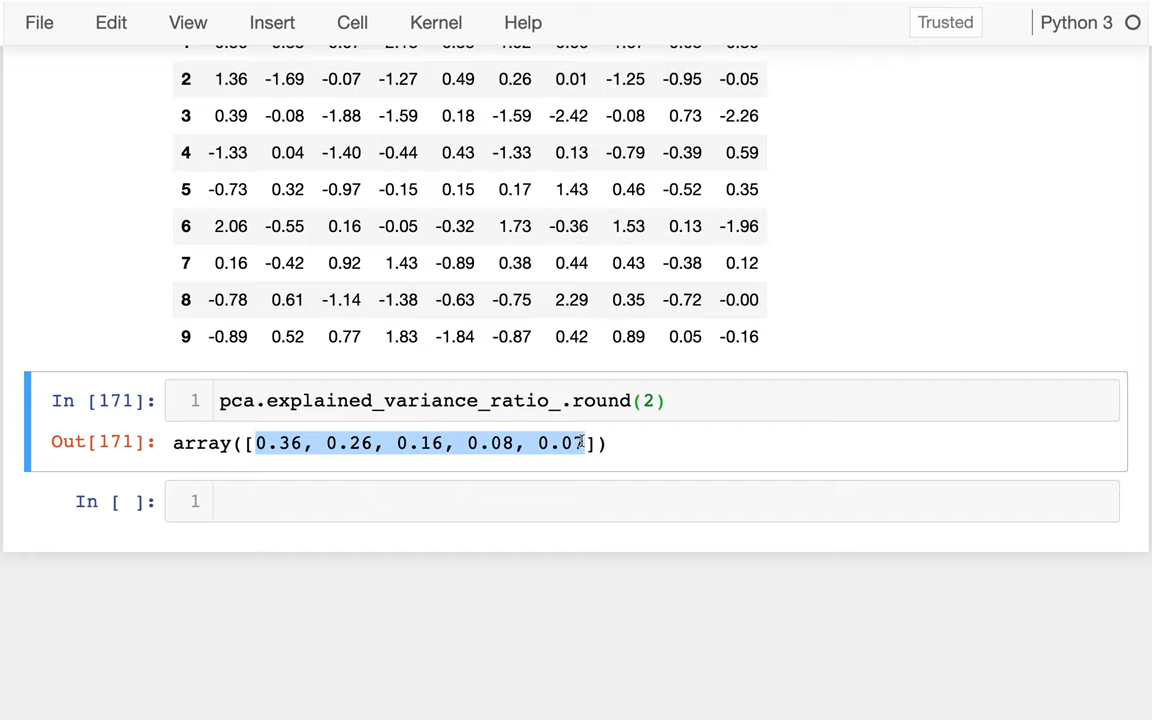 File Edit View Insert Cell Kernel Help Trusted Python 3
2 1.36 -1.69 -0.07 -1.27 0.49 0.26 0.01 -1.25 -0.95 -0.05
3 0.39 -0.08 -1.88 -1.59 0.18 -1.59 -2.42 -0.08 0.73 -2.26
4 -1.33 0.04 -1.40 -0.44 0.43 -1.33 0.13 -0.79 -0.39 0.59
5 -0.73 0.32 -0.97 -0.15 0.15 0.17 1.43 0.46 -0.52 0.35
6 2.06 -0.55 0.16 -0.05 -0.32 1.73 -0.36 1.53 0.13 -1.96
7 0.16 -0.42 0.92 1.43 -0.89 0.38 0.44 0.43 -0.38 0.12
8 -0.78 0.61 -1.14 -1.38 -0.63 -0.75 2.29 0.35 -0.72 -0.00
9 -0.89 0.52 0.77 1.83 -1.84 -0.87 0.42 0.89 0.05 -0.16
In [171]: 1 pca.explained_variance_ratio_.round(2)
Out[171]: array([0.36, 0.26, 0.16, 0.08, 0.07])
In [ ]: 1